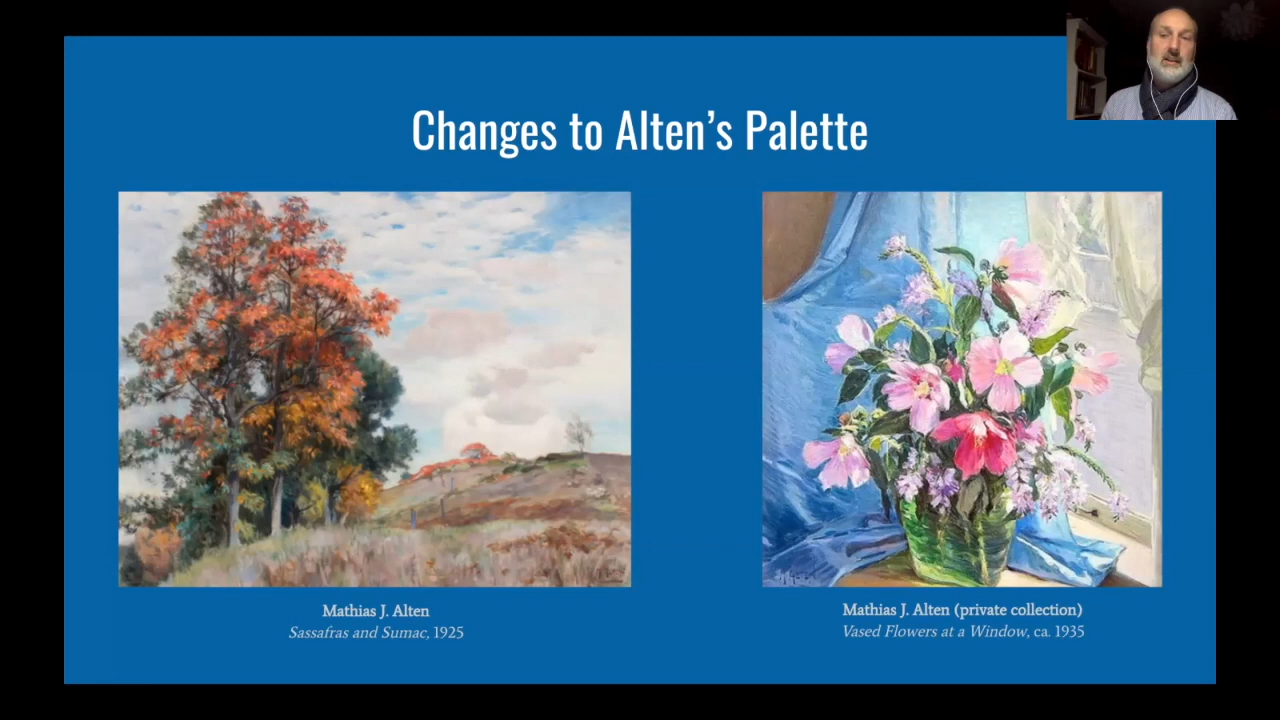 Changes to Alten’s Palette
Mathias J. Alten
Sassafras and Sumac, 1925
Mathias J. Alten (private collection)
Vased Flowers at a Window, ca. 1935